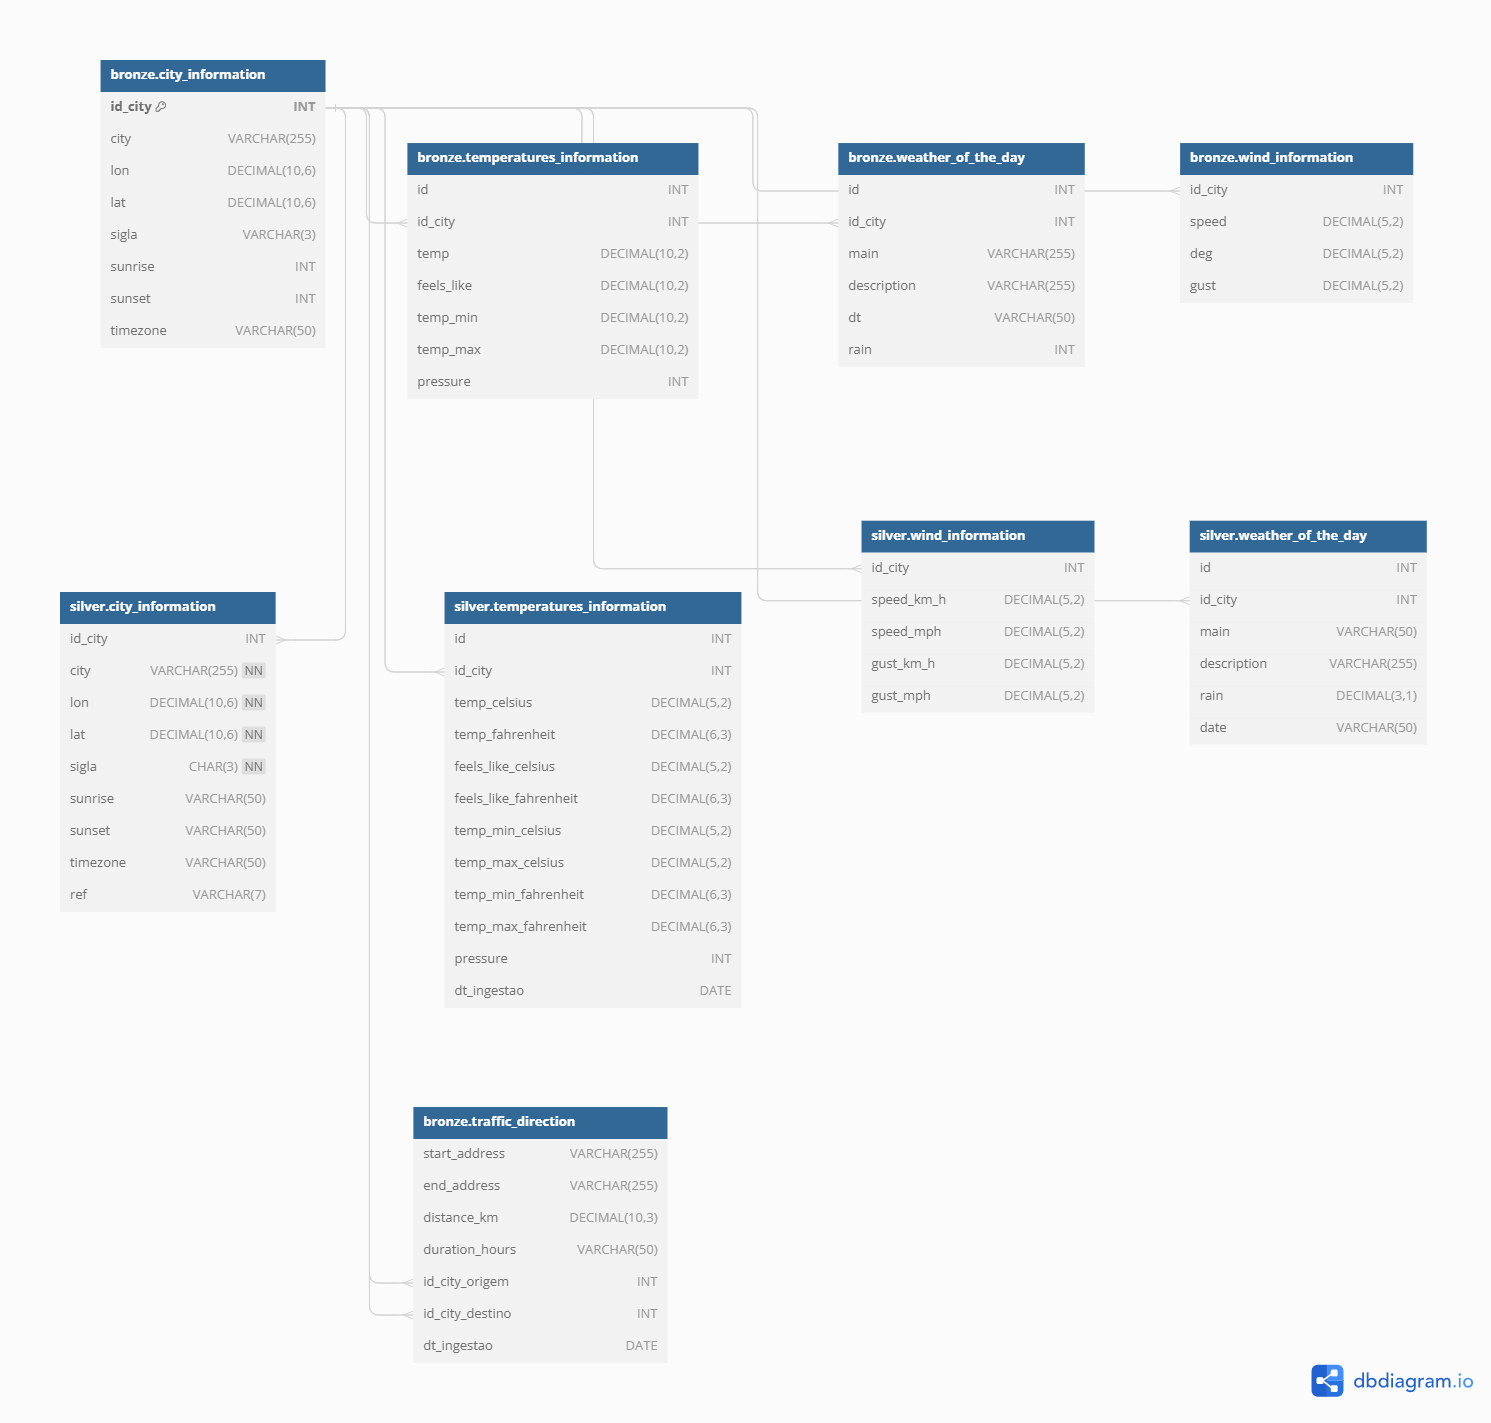 bronze.city_information
id_city INT
city VARCHAR(255)
lon DECIMAL(10,6)
lat DECIMAL(10,6)
sigla VARCHAR(3)
sunrise INT
sunset INT
timezone VARCHAR(50)
bronze.temperatures_information
id INT
id_city INT
temp DECIMAL(10,2)
feels_like DECIMAL(10,2)
temp_min DECIMAL(10,2)
temp_max DECIMAL(10,2)
pressure INT
bronze.weather_of_the_day
id INT
id_city INT
main VARCHAR(255)
description VARCHAR(255)
dt VARCHAR(50)
rain INT
bronze.wind_information
id_city INT
speed DECIMAL(5,2)
deg DECIMAL(5,2)
gust DECIMAL(5,2)
silver.city_information
id_city INT
city VARCHAR(255) NN
lon DECIMAL(10,6) NN
lat DECIMAL(10,6) NN
sigla CHAR(3) NN
sunrise VARCHAR(50)
sunset VARCHAR(50)
timezone VARCHAR(50)
ref VARCHAR(7)
silver.temperatures_information
id INT
id_city INT
temp_celsius DECIMAL(5,2)
temp_fahrenheit DECIMAL(6,3)
feels_like_celsius DECIMAL(5,2)
feels_like_fahrenheit DECIMAL(6,3)
temp_min_celsius DECIMAL(5,2)
temp_max_celsius DECIMAL(5,2)
temp_min_fahrenheit DECIMAL(6,3)
temp_max_fahrenheit DECIMAL(6,3)
pressure INT
dt_ingestao DATE
silver.wind_information
id_city INT
speed_km_h DECIMAL(5,2)
speed_mph DECIMAL(5,2)
gust_km_h DECIMAL(5,2)
gust_mph DECIMAL(5,2)
silver.weather_of_the_day
id INT
id_city INT
main VARCHAR(50)
description VARCHAR(255)
rain DECIMAL(3,1)
date VARCHAR(50)
bronze.traffic_direction
start_address VARCHAR(255)
end_address VARCHAR(255)
distance_km DECIMAL(10,3)
duration_hours VARCHAR(50)
id_city_origem INT
id_city_destino INT
dt_ingestao DATE
dbdiagram.io